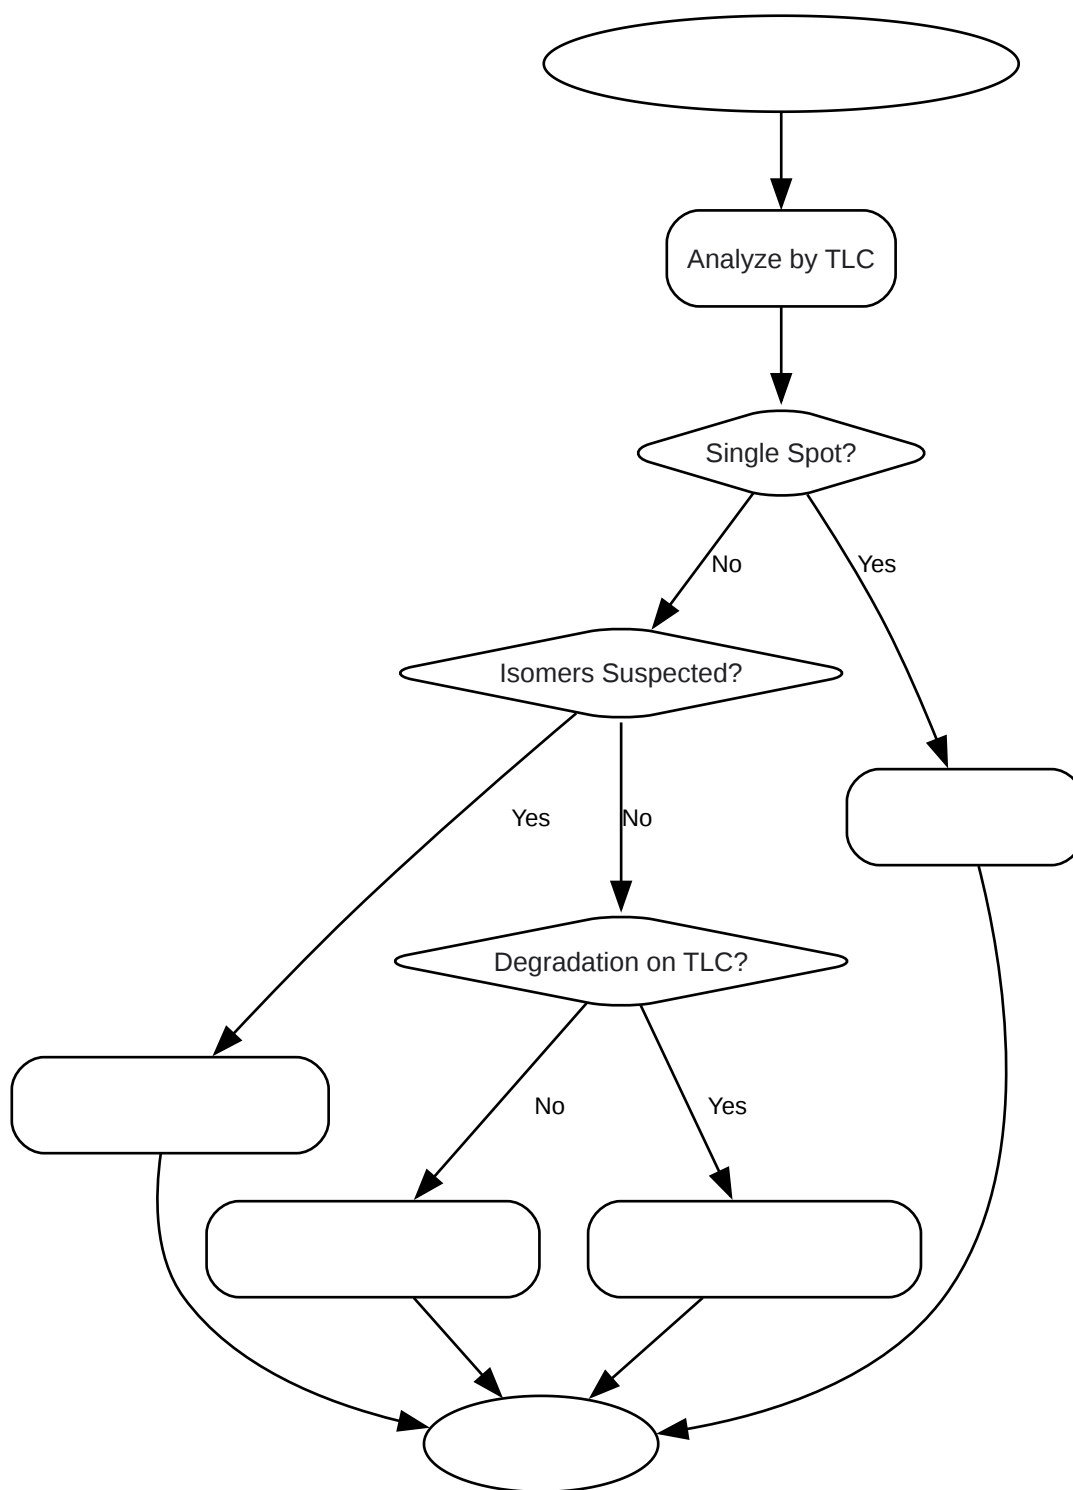 Analyze by TLC
Single Spot?
No
Yes
Isomers Suspected?
Yes
No
Degradation on TLC?
No
Yes